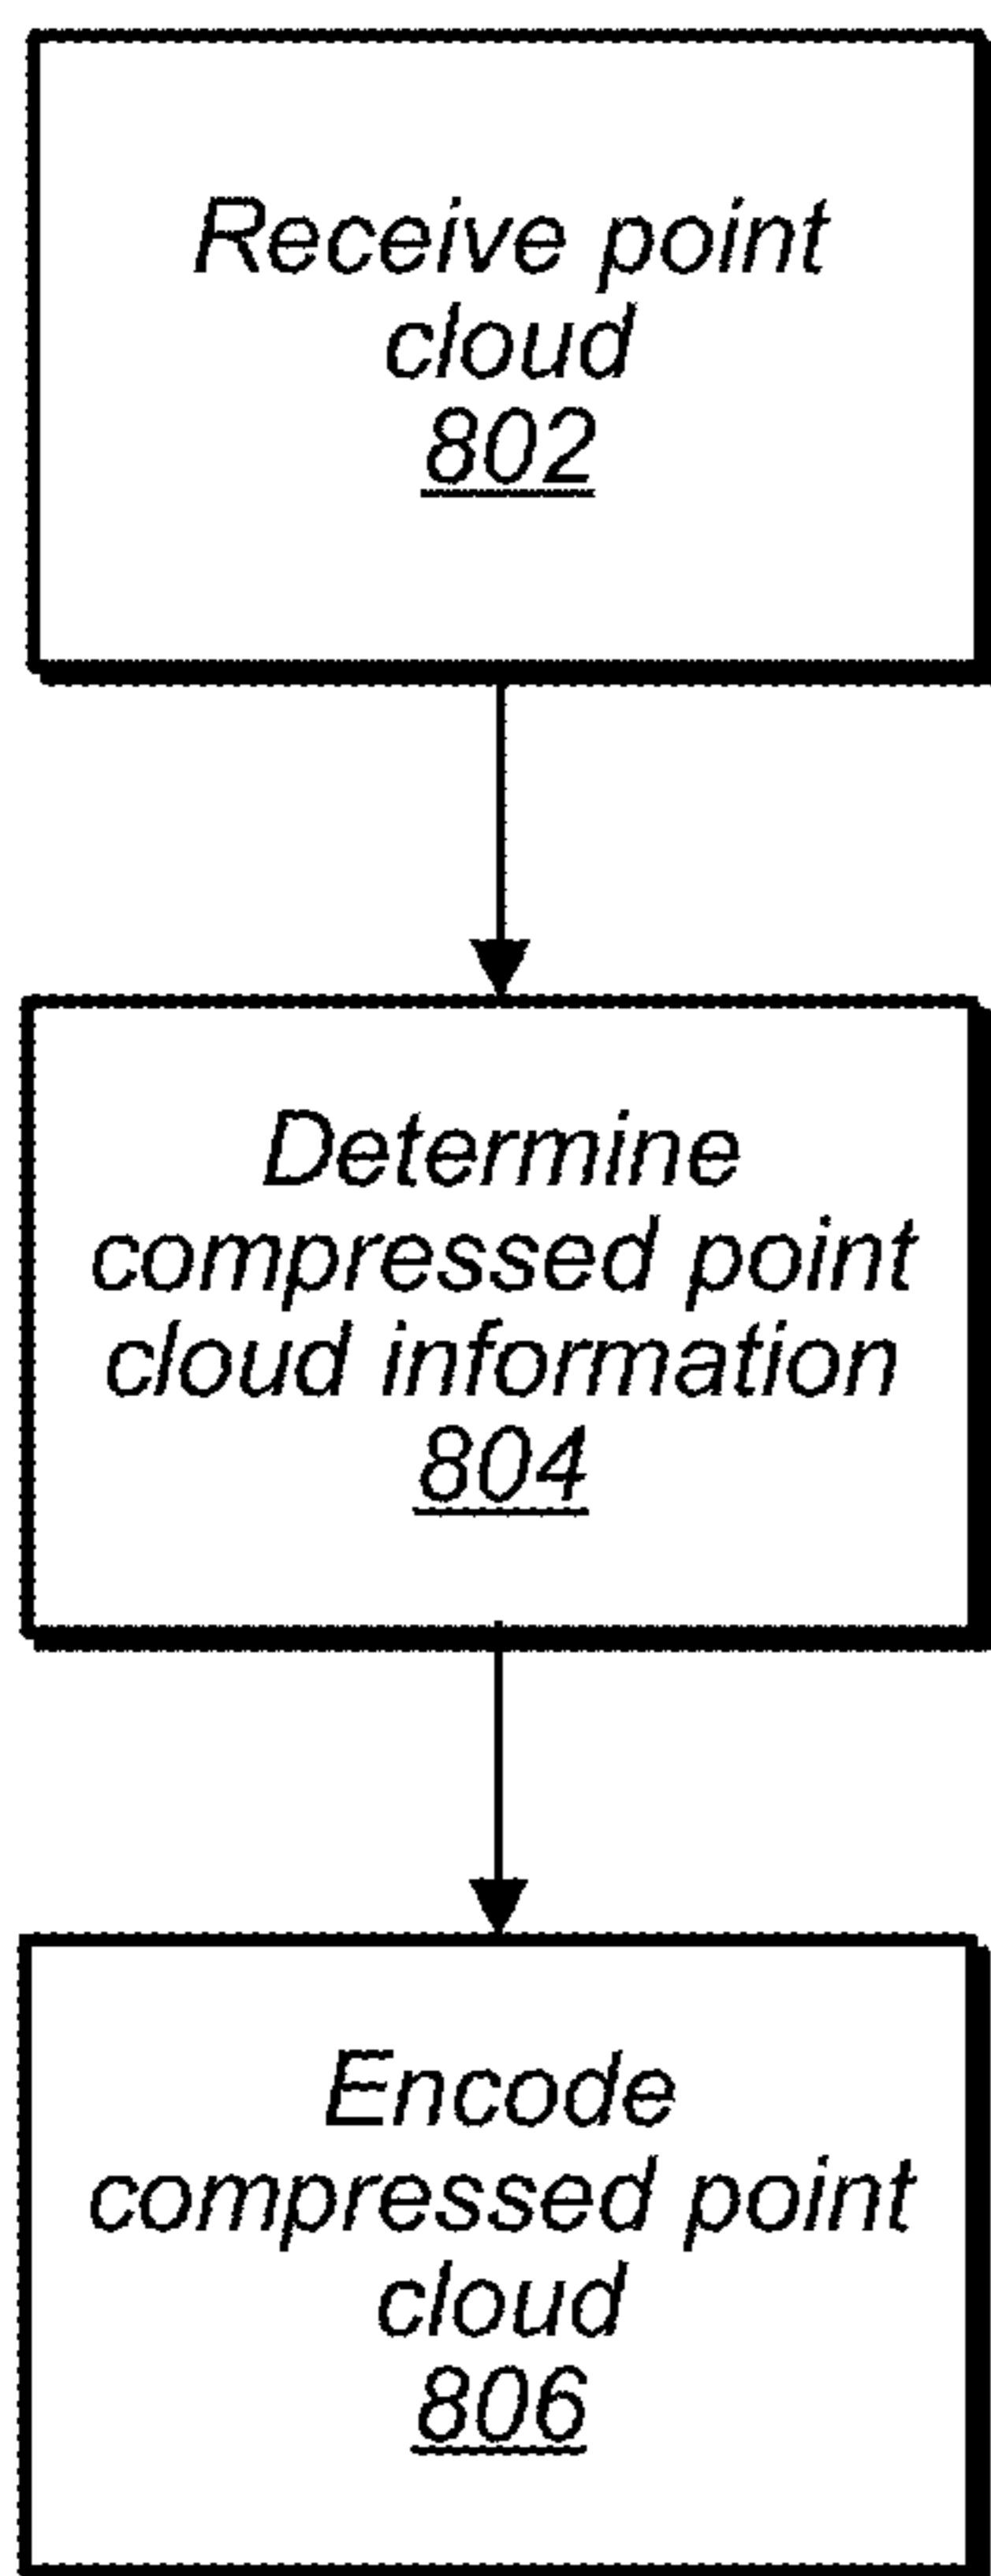 Receive point
cloud
802
Determine
compressed point
cloud information
804
Encode
compressed point
cloud
806